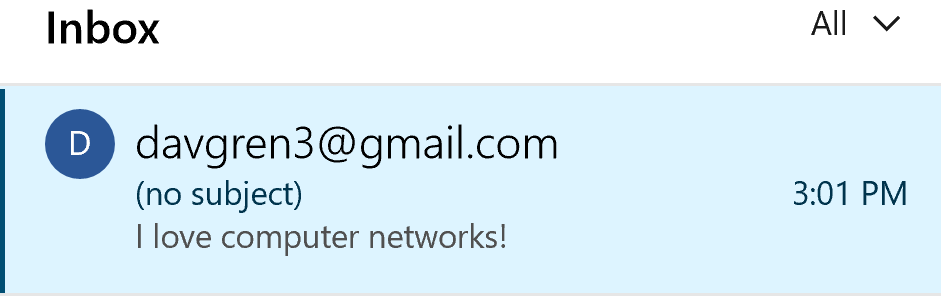 Inbox All
D
davgren3@gmail.com
(no subject) 3:01 PM
I love computer networks!